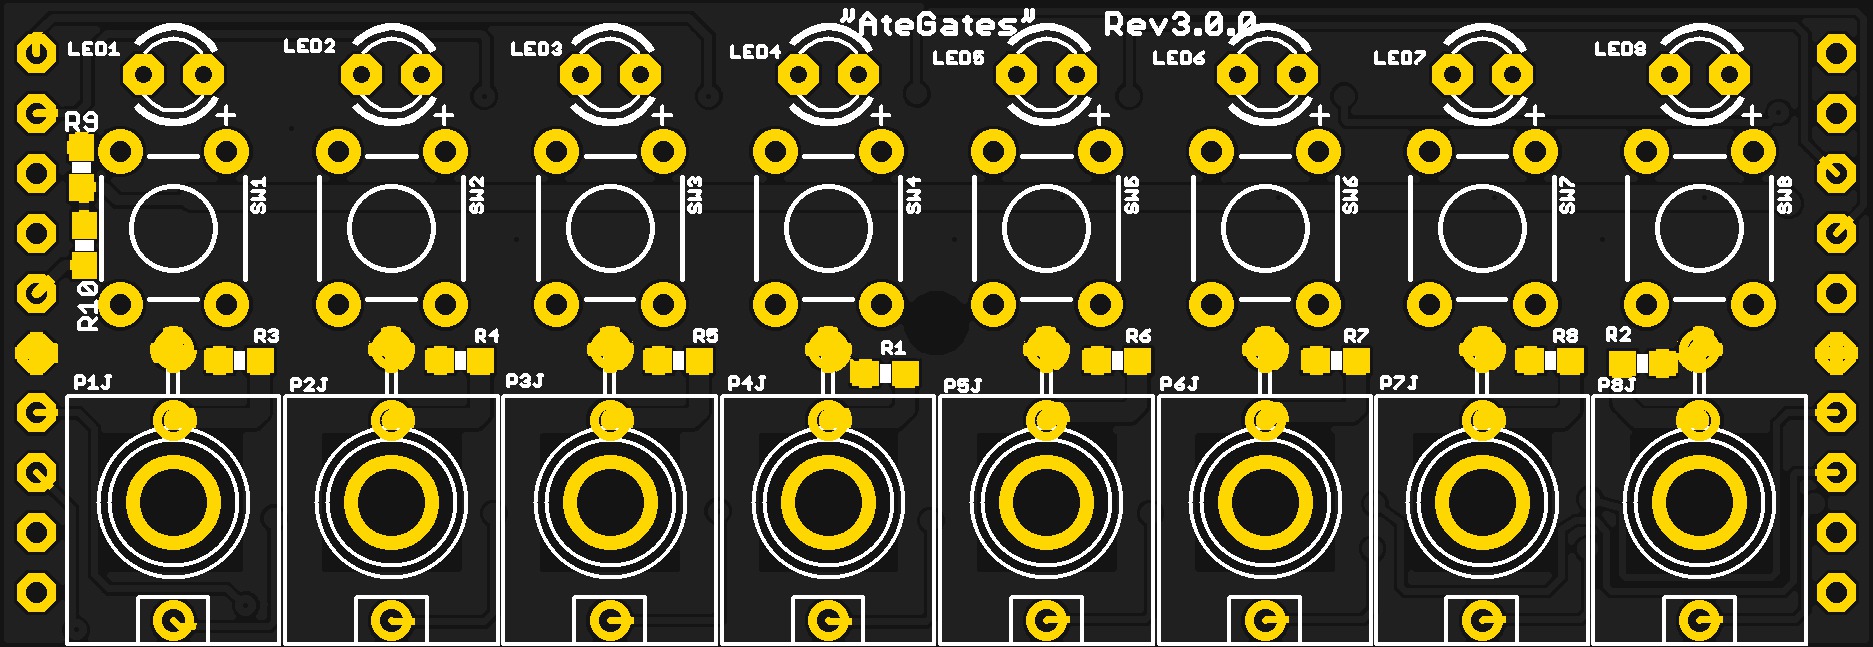 "AteGates" Rev3.0.0
LED1 LED2 LED3 LED4 LED5 LED6 LED7 LED8
+ + + + + + + +
R9
SW1 SW2 SW3 SW4 SW5 SW6 SW7 SW8
R10
R3 R4 R5 R1 R6 R7 R8 R2
P1J P2J P3J P4J P5J P6J P7J P8J